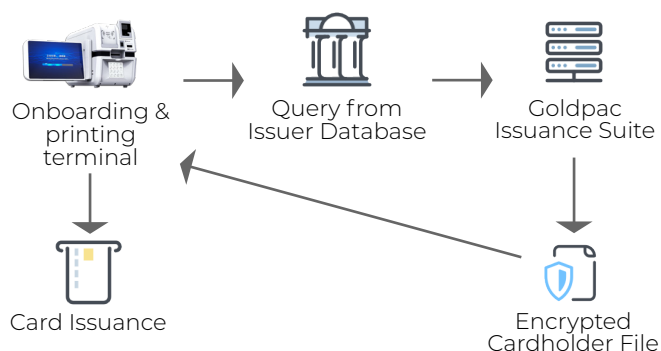 Onboarding &
printing
terminal
Query from
Issuer Database
Goldpac
Issuance Suite
Card Issuance
Encrypted
Cardholder File